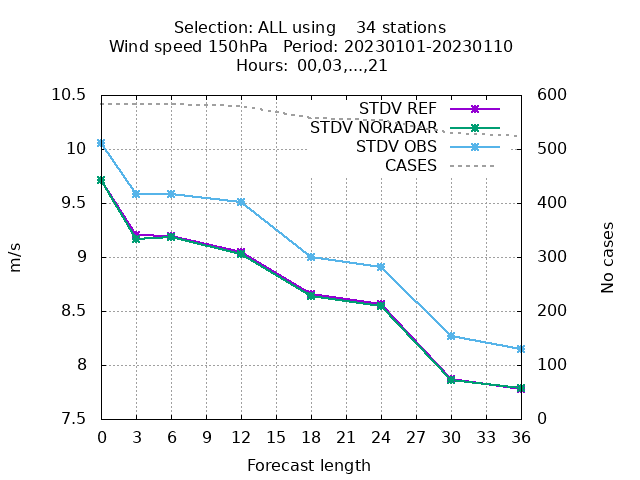 Selection: ALL using    34 stations
Wind speed 150hPa   Period: 20230101-20230110
Hours: 00,03,...,21
10.5
10
9.5
9
8.5
8
7.5
m/s
STDV REF
STDV NORADAR
STDV OBS
CASES
600
500
400
300
200
100
0
No cases
0 3 6 9 12 15 18 21 24 27 30 33 36
Forecast length